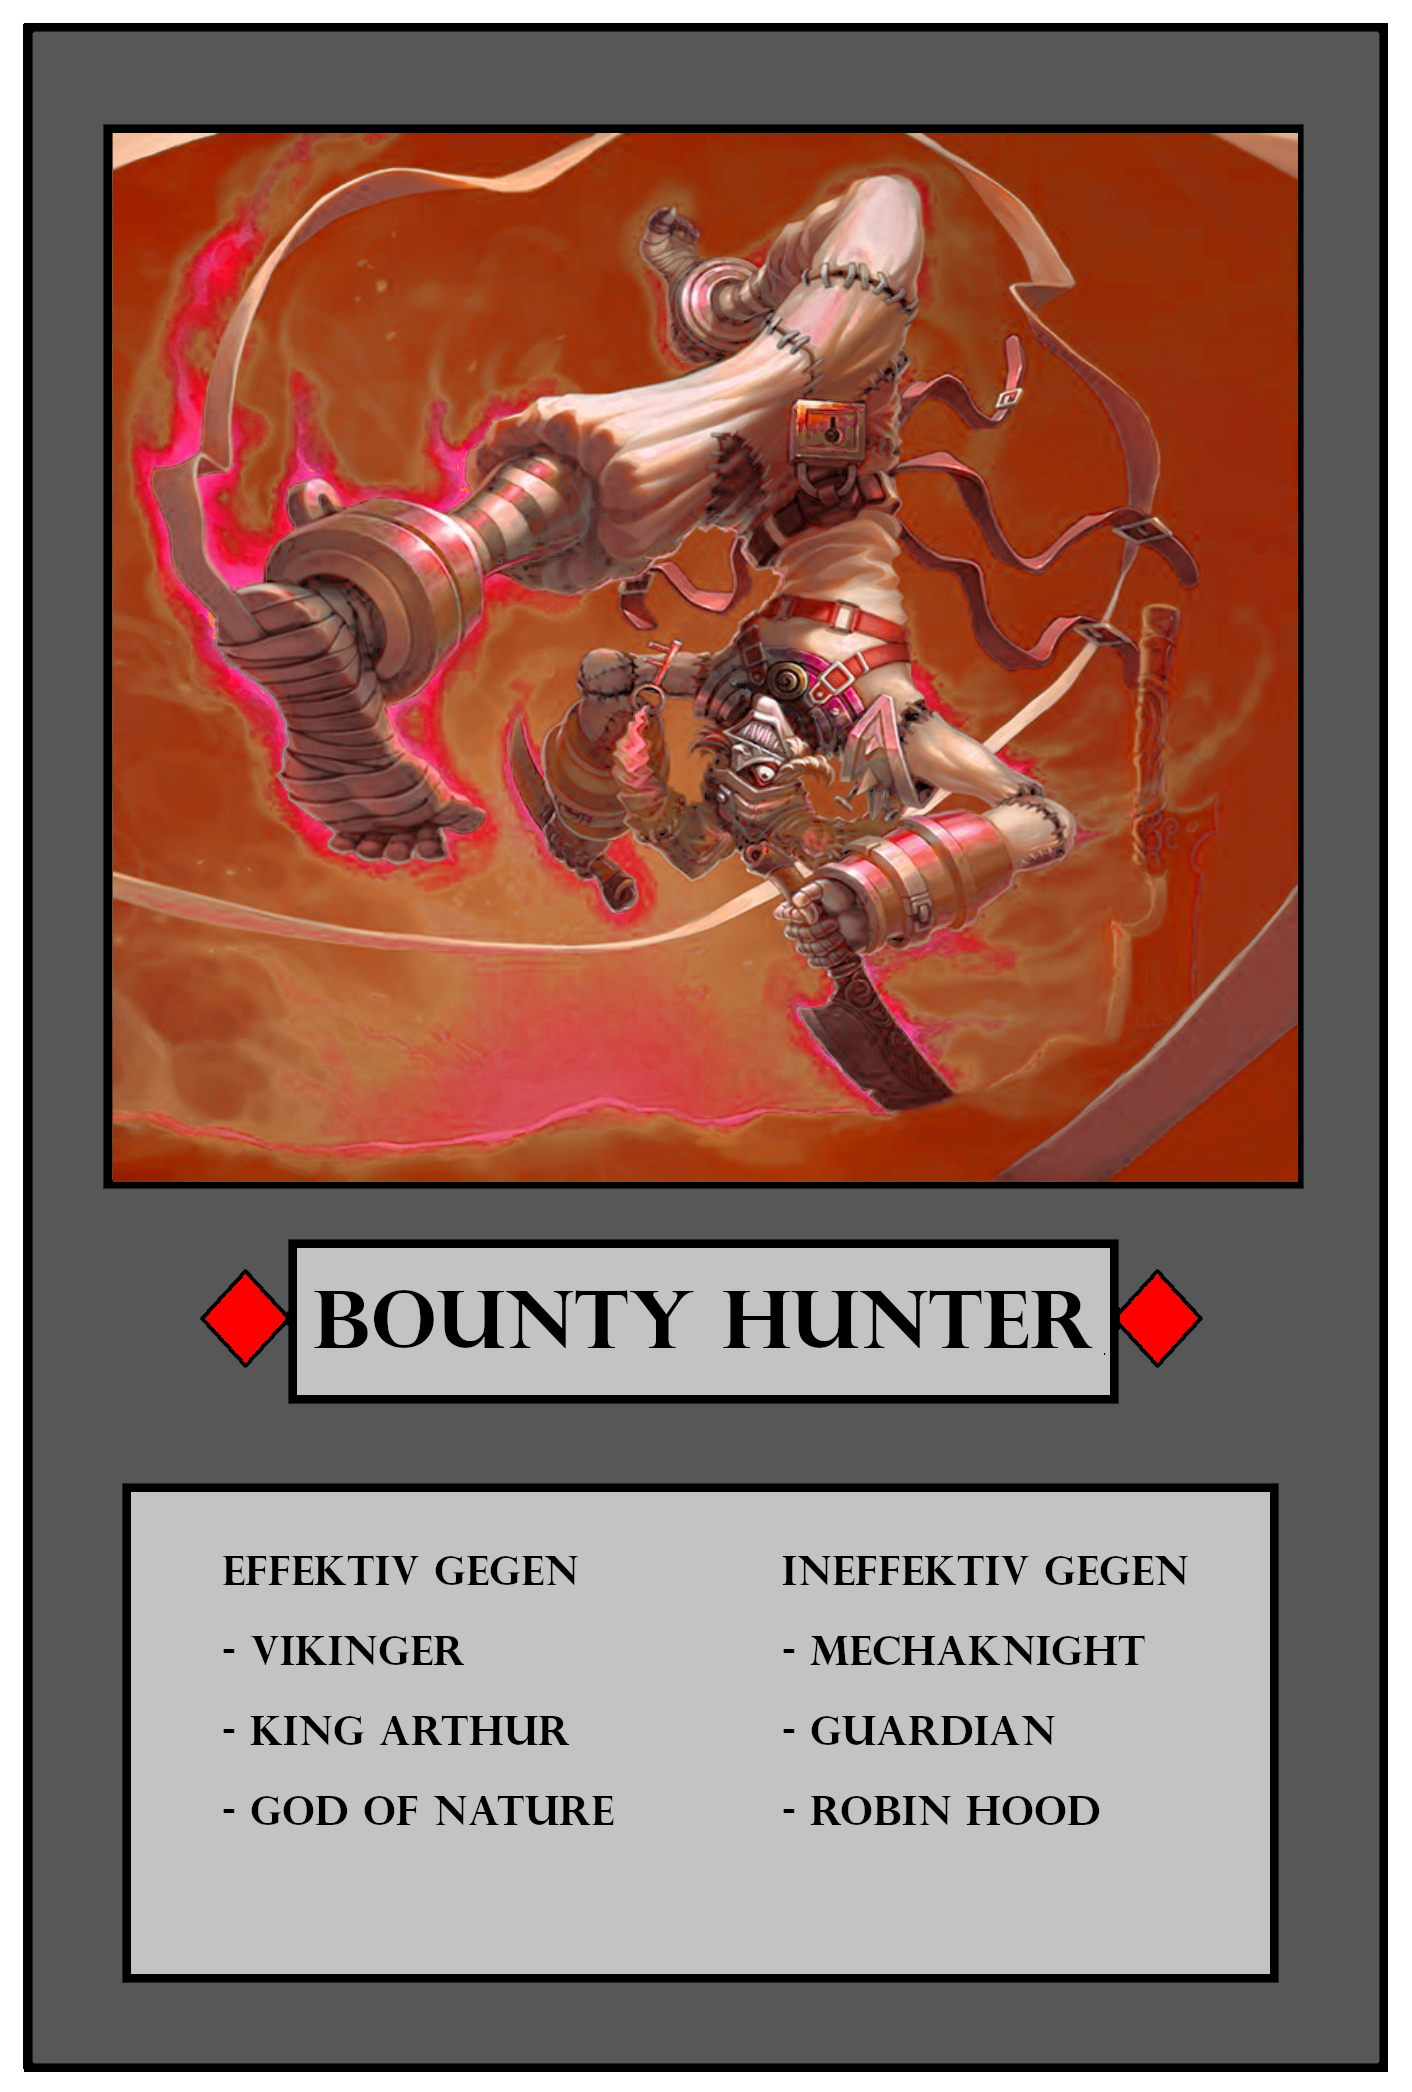 BOUNTY HUNTER
EFFEKTIV GEGEN
- VIKINGER
- KING ARTHUR
- GOD OF NATURE
INEFFEKTIV GEGEN
- MECHAKNIGHT
- GUARDIAN
- ROBIN HOOD